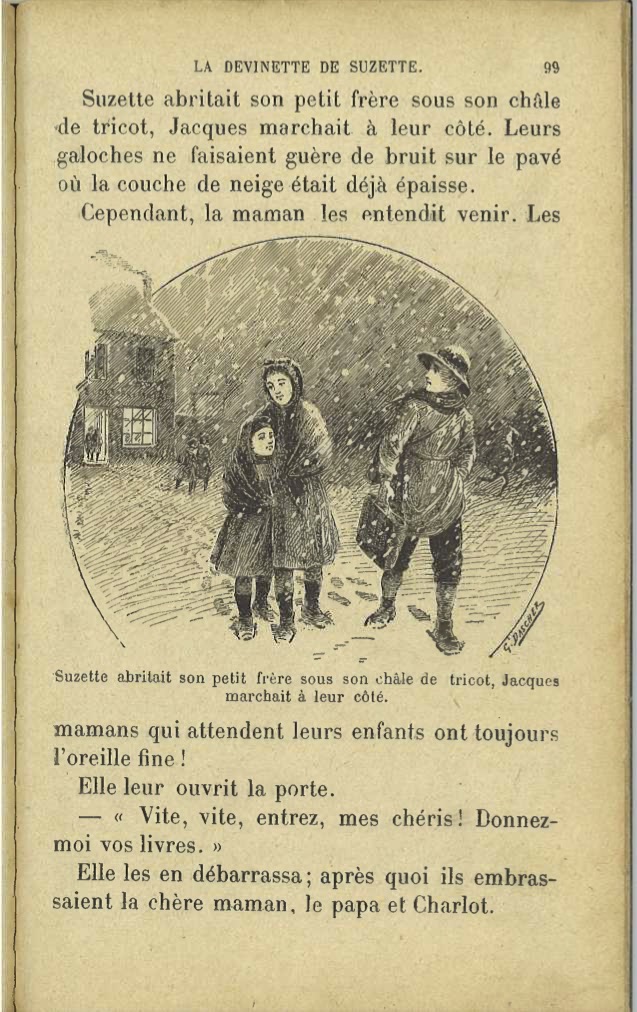 LA DEVINETTE DE SUZETTE. 99
Suzette abritait son petit frère sous son châle
de tricot, Jacques marchait à leur côté. Leurs
galoches ne faisaient guère de bruit sur le pavé
où la couche de neige était déjà épaisse.
Cependant, la maman les entendit venir. Les
G. DASCHER
Suzette abritait son petit frère sous son châle de tricot, Jacques
marchait à leur côté.
mamans qui attendent leurs enfants ont toujours
l'oreille fine !
Elle leur ouvrit la porte.
— « Vite, vite, entrez, mes chéris! Donnez-
moi vos livres. »
Elle les en débarrassa; après quoi ils embras-
saient la chère maman, le papa et Charlot.